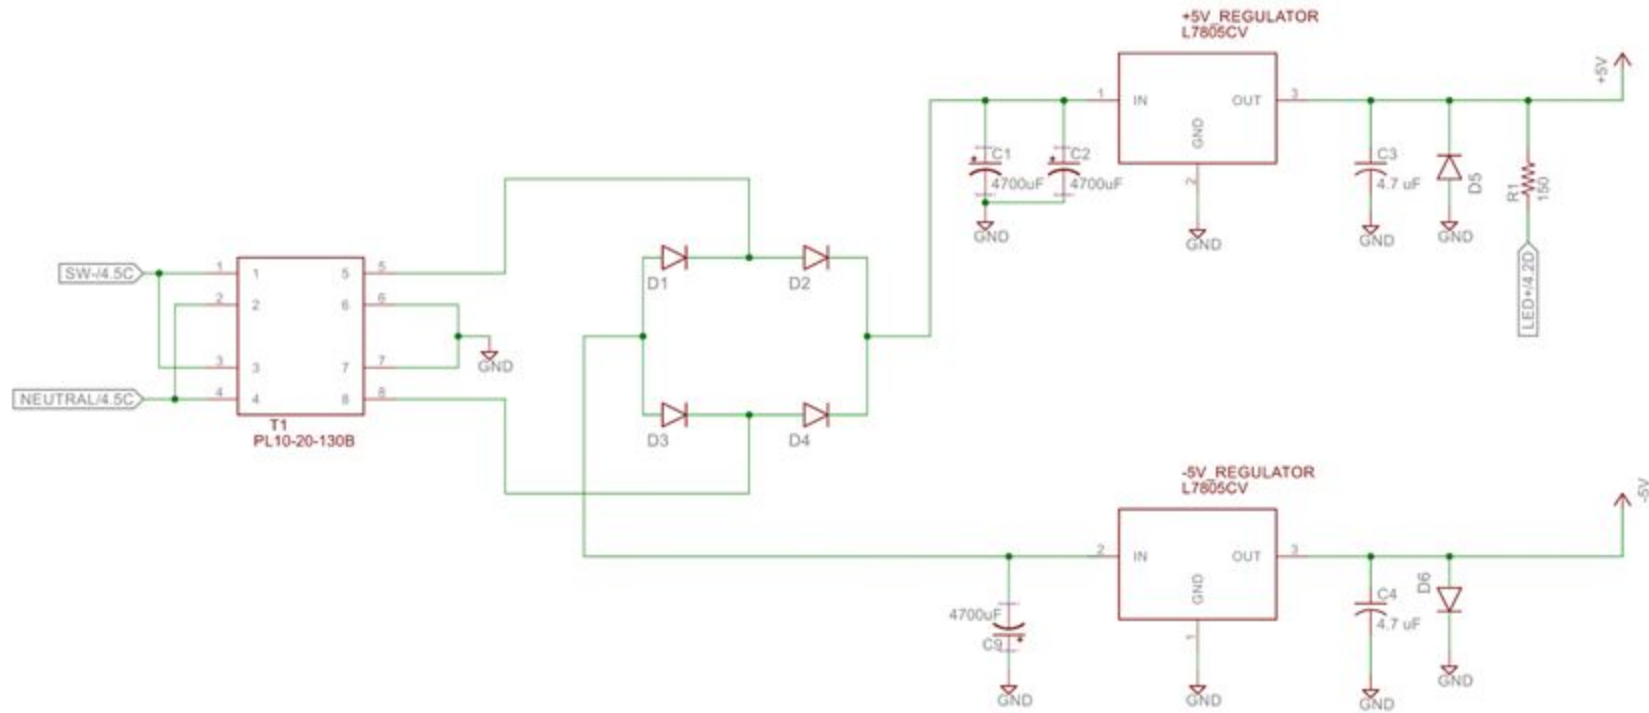 +5V_REGULATOR
L7805CV
+5V
1
IN
OUT
3
GND
2
C1
4700uF
C2
4700uF
C3
4.7 uF
D5
R1
150
GND
GND
GND
GND
LED+/4.2D
SW-/4.5C
1
1
5
5
2
2
6
6
3
3
7
7
NEUTRAL/4.5C
4
4
8
8
GND
T1
PL10-20-130B
D1
D2
D3
D4
-5V_REGULATOR
L7805CV
-5V
2
IN
OUT
3
GND
1
4700uF
C9
C4
4.7 uF
D6
GND
GND
GND
GND